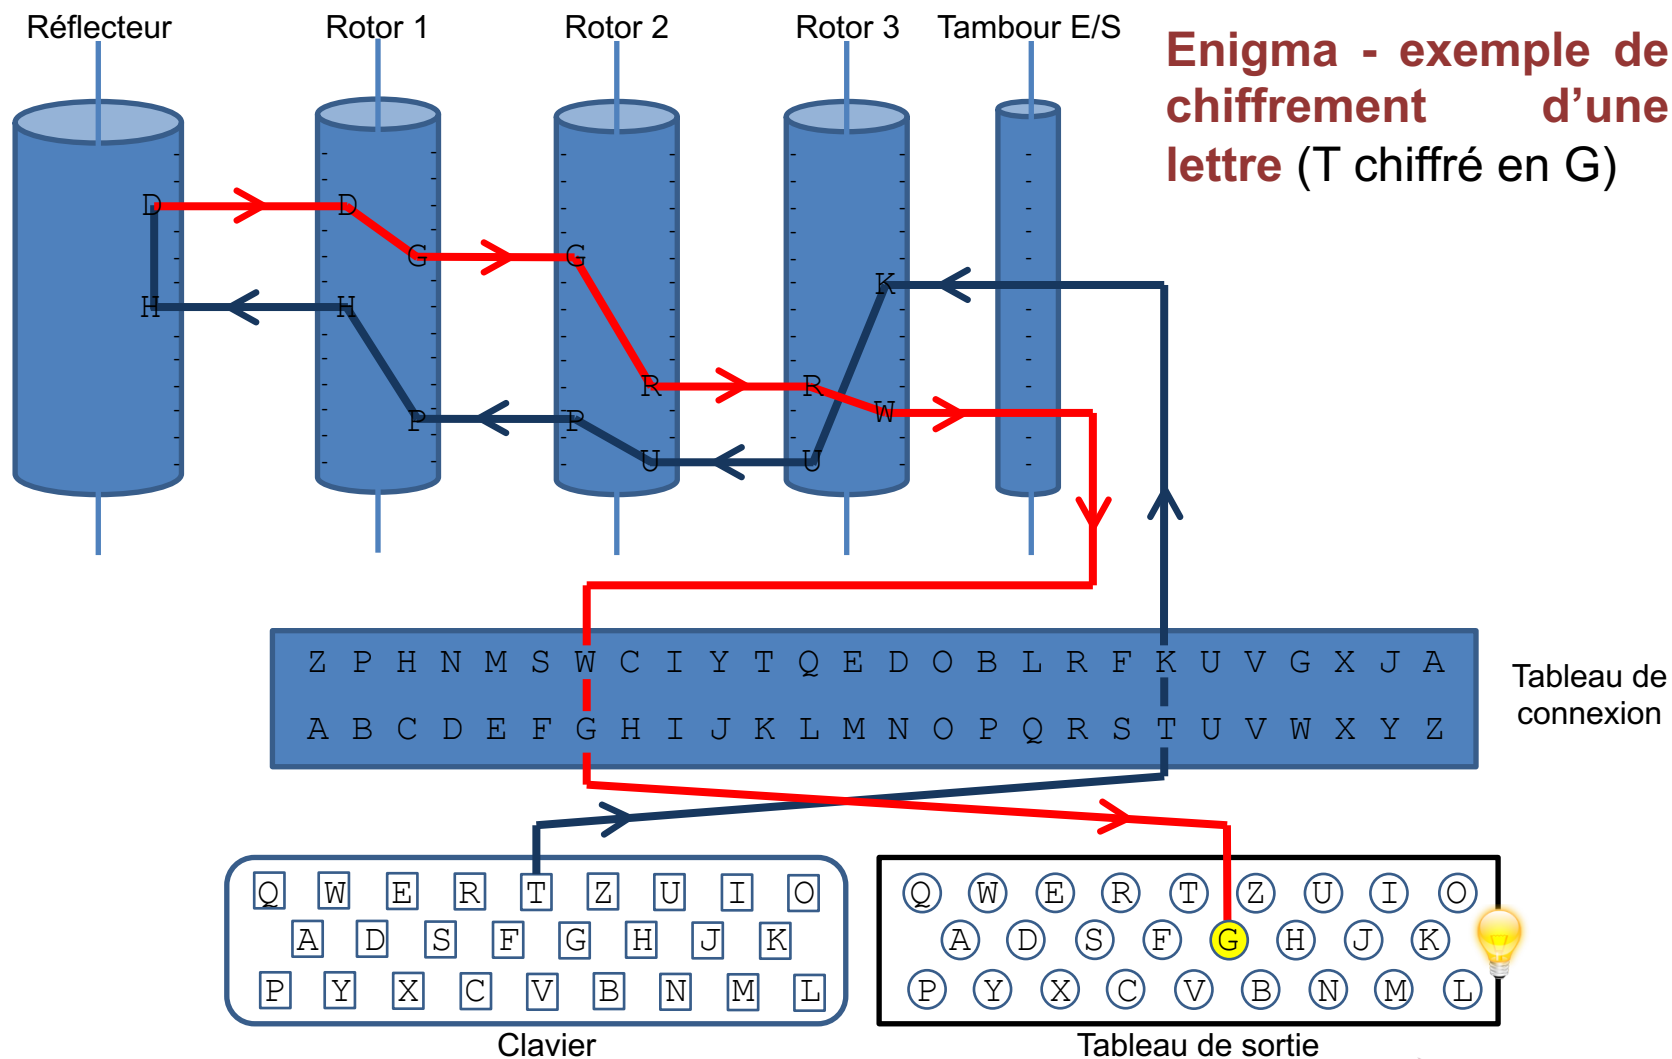 Réflecteur Rotor 1 Rotor 2 Rotor 3 Tambour E/S
Enigma - exemple de
chiffrement d’une
lettre (T chiffré en G)
D D
G G
K
H H
R R
W
P P
U U
Z P H N M S W C I Y T Q E D O B L R F K U V G X J A
A B C D E F G H I J K L M N O P Q R S T U V W X Y Z
Tableau de
connexion
Q W E R T Z U I O
A D S F G H J K
P Y X C V B N M L
Clavier
Q W E R T Z U I O
A D S F G H J K
P Y X C V B N M L
Tableau de sortie